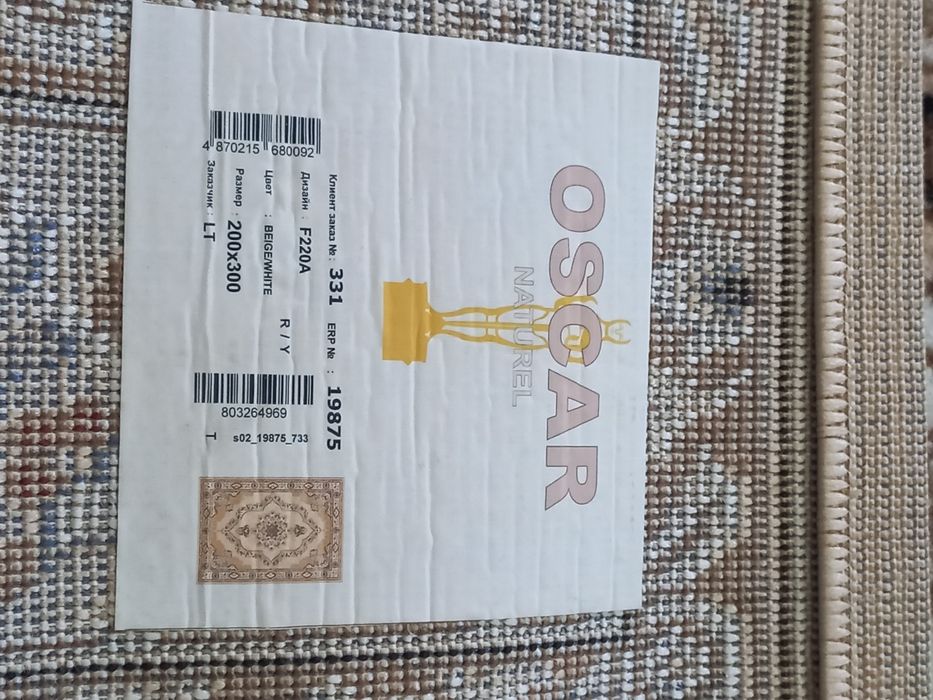 OSCAR
NATUREL
4 870215 680092
Клиент заказ № : 331 ERP № : 19875
Дизайн : F220A
Цвет : BEIGE/WHITE R / Y
Размер : 200x300
Заказчик : LT
803264969
s02_19875_733
T